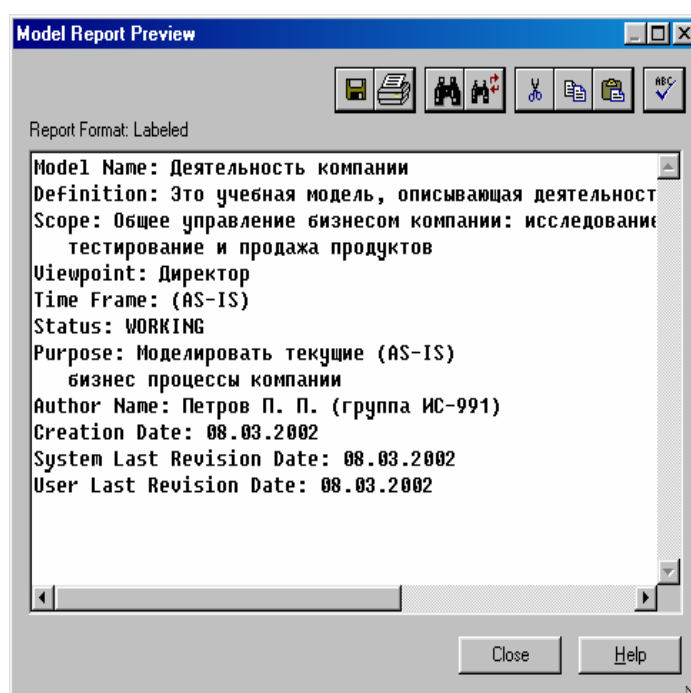 Model Report Preview
ABC
Report Format: Labeled
Model Name: Деятельность компании
Definition: Это учебная модель, описывающая деятельност
Scope: Общее управление бизнесом компании: исследование
тестирование и продажа продуктов
Viewpoint: Директор
Time Frame: (AS-IS)
Status: WORKING
Purpose: Моделировать текущие (AS-IS)
бизнес процессы компании
Author Name: Петров П. П. (группа ИС-991)
Creation Date: 08.03.2002
System Last Revision Date: 08.03.2002
User Last Revision Date: 08.03.2002
Close Help